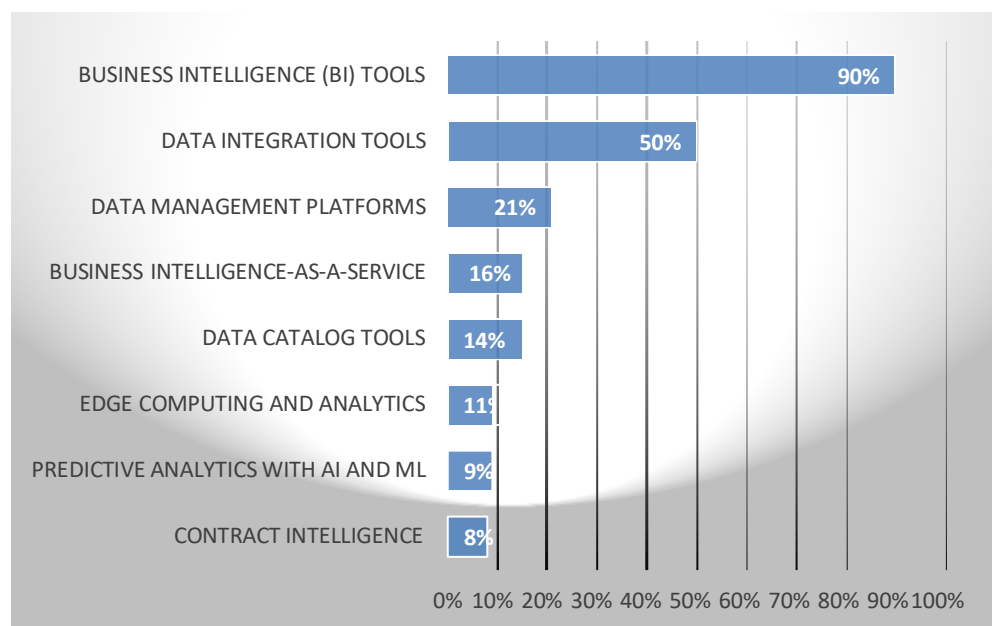 BUSINESS INTELLIGENCE (BI) TOOLS 90%
DATA INTEGRATION TOOLS 50%
DATA MANAGEMENT PLATFORMS 21%
BUSINESS INTELLIGENCE-AS-A-SERVICE 16%
DATA CATALOG TOOLS 14%
EDGE COMPUTING AND ANALYTICS 11%
PREDICTIVE ANALYTICS WITH AI AND ML 9%
CONTRACT INTELLIGENCE 8%
0% 10% 20% 30% 40% 50% 60% 70% 80% 90% 100%